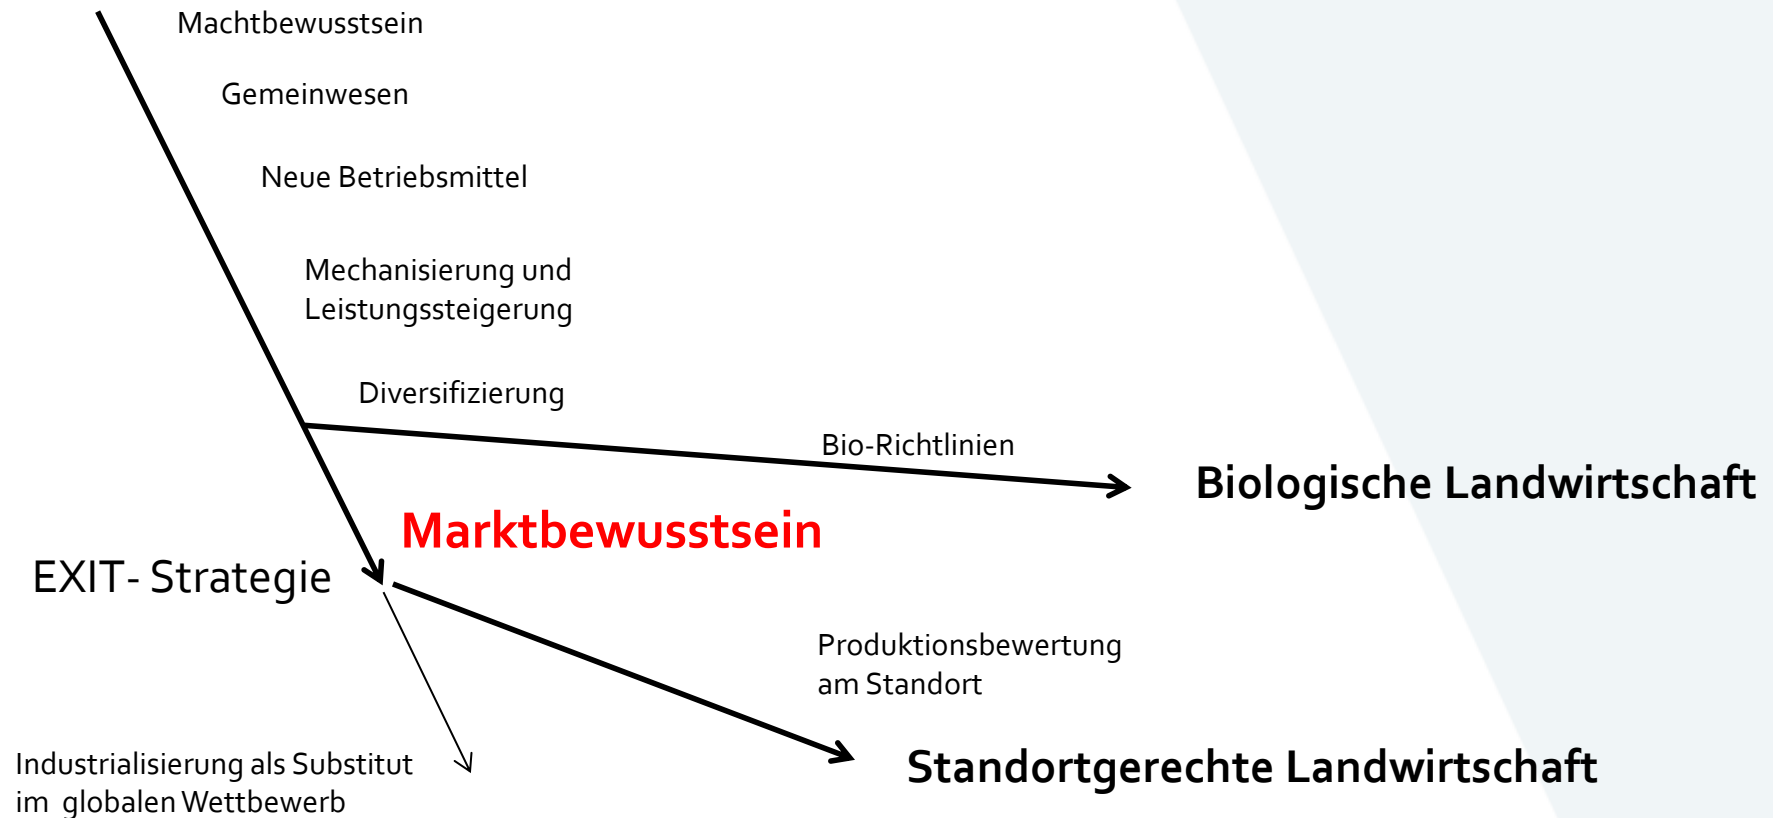 Machtbewusstsein
Gemeinwesen
Neue Betriebsmittel
Mechanisierung und
Leistungssteigerung
Diversifizierung
Bio-Richtlinien
Biologische Landwirtschaft
Marktbewusstsein
EXIT- Strategie
Produktionsbewertung
am Standort
Standortgerechte Landwirtschaft
Industrialisierung als Substitut
im globalen Wettbewerb